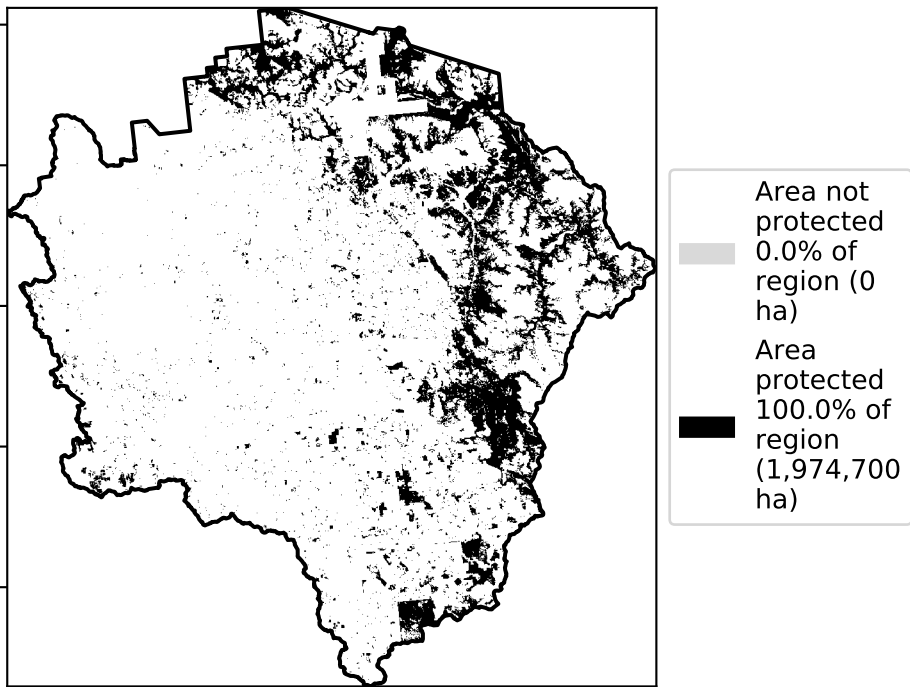 Area not
protected
0.0% of
region (0
ha)
Area
protected
100.0% of
region
(1,974,700
ha)